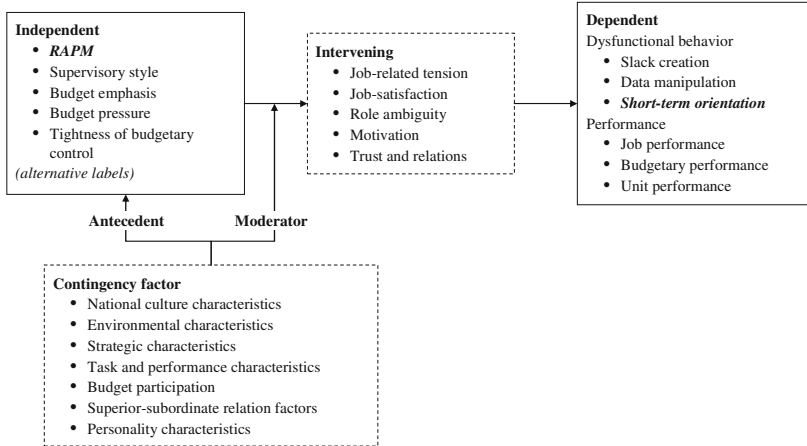 Independent
• RAPM
• Supervisory style
• Budget emphasis
• Budget pressure
• Tightness of budgetary
control
(alternative labels)
Intervening
• Job-related tension
• Job-satisfaction
• Role ambiguity
• Motivation
• Trust and relations
Dependent
Dysfunctional behavior
• Slack creation
• Data manipulation
• Short-term orientation
Performance
• Job performance
• Budgetary performance
• Unit performance
Antecedent
Moderator
Contingency factor
• National culture characteristics
• Environmental characteristics
• Strategic characteristics
• Task and performance characteristics
• Budget participation
• Superior-subordinate relation factors
• Personality characteristics